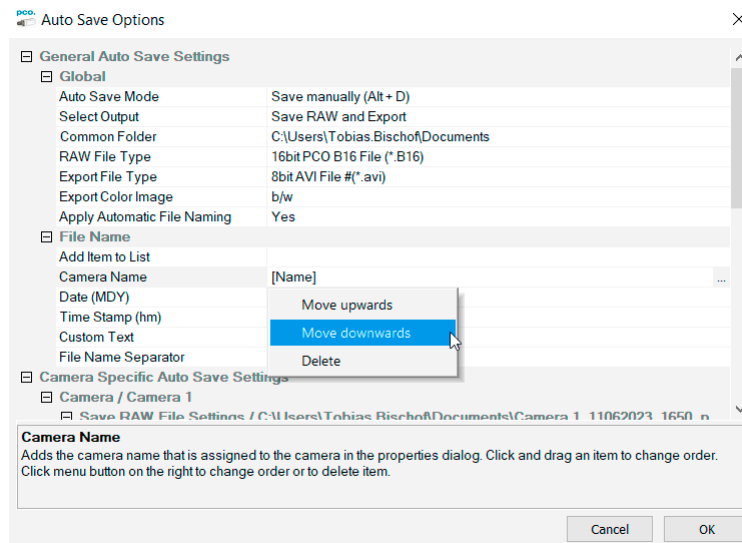 pco.
Auto Save Options
General Auto Save Settings
Global
Auto Save Mode Save manually (Alt + D)
Select Output Save RAW and Export
Common Folder C:\Users\Tobias.Bischof\Documents
RAW File Type 16bit PCO B16 File (*.B16)
Export File Type 8bit AVI File #(*.avi)
Export Color Image b/w
Apply Automatic File Naming Yes
File Name
Add Item to List
Camera Name [Name] ...
Date (MDY)
Move upwards
Time Stamp (hm)
Move downwards
Custom Text
File Name Separator
Delete
Camera Specific Auto Save Settings
Camera / Camera 1
Save RAW File Settings / C:\Users\Tobias.Bischof\Documents\Camera 1_11062023_1650_p
Camera Name
Adds the camera name that is assigned to the camera in the properties dialog. Click and drag an item to change order.
Click menu button on the right to change order or to delete item.
Cancel OK